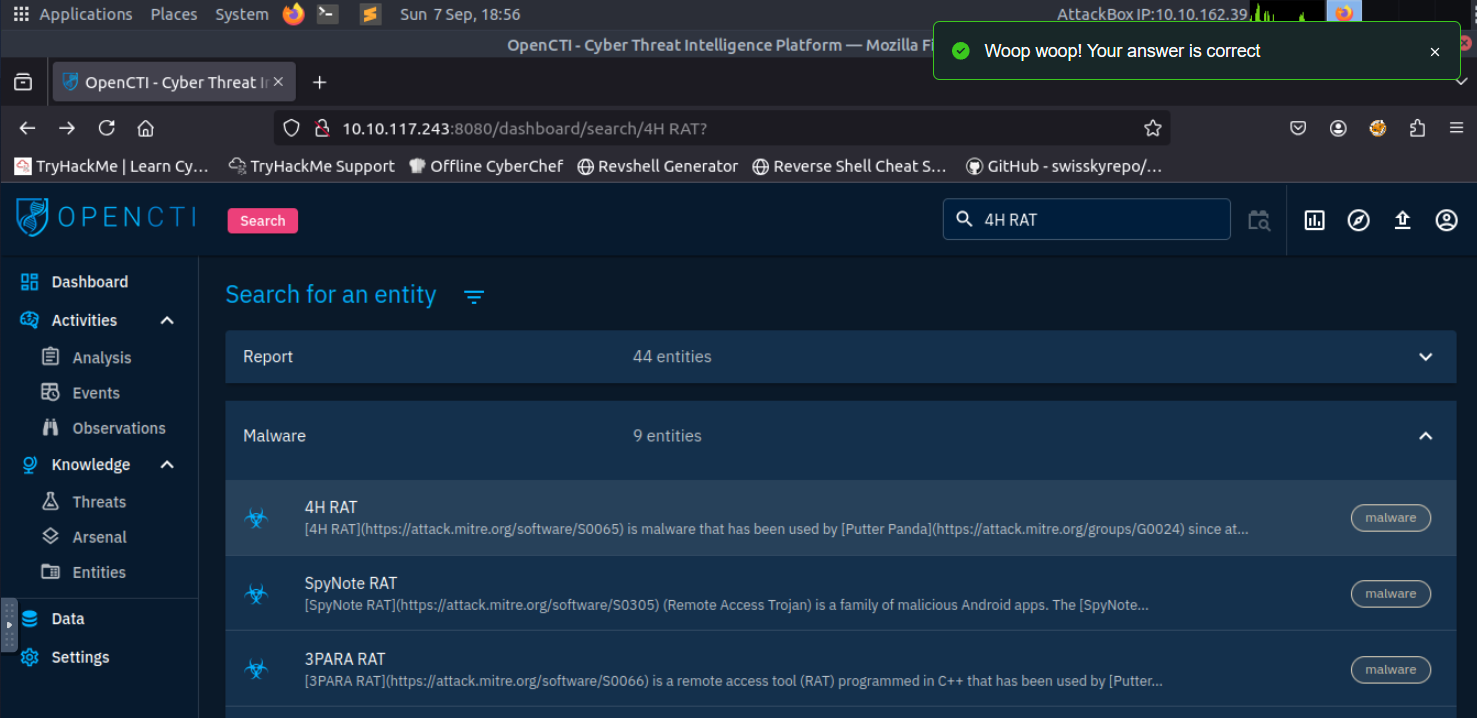 Applications Places System Sun 7 Sep, 18:56 AttackBox IP:10.10.162.39
OpenCTI - Cyber Threat Intelligence Platform — Mozilla Fi
Woop woop! Your answer is correct
OpenCTI - Cyber Threat In
10.10.117.243:8080/dashboard/search/4H RAT?
TryHackMe | Learn Cy... TryHackMe Support Offline CyberChef Revshell Generator Reverse Shell Cheat S... GitHub - swisskyrepo/...
OPENCTI Search 4H RAT
Dashboard
Activities
Analysis
Events
Observations
Knowledge
Threats
Arsenal
Entities
Data
Settings
Search for an entity
Report 44 entities
Malware 9 entities
4H RAT
[4H RAT](https://attack.mitre.org/software/S0065) is malware that has been used by [Putter Panda](https://attack.mitre.org/groups/G0024) since at...
malware
SpyNote RAT
[SpyNote RAT](https://attack.mitre.org/software/S0305) (Remote Access Trojan) is a family of malicious Android apps. The [SpyNote...
malware
3PARA RAT
[3PARA RAT](https://attack.mitre.org/software/S0066) is a remote access tool (RAT) programmed in C++ that has been used by [Putter...
malware